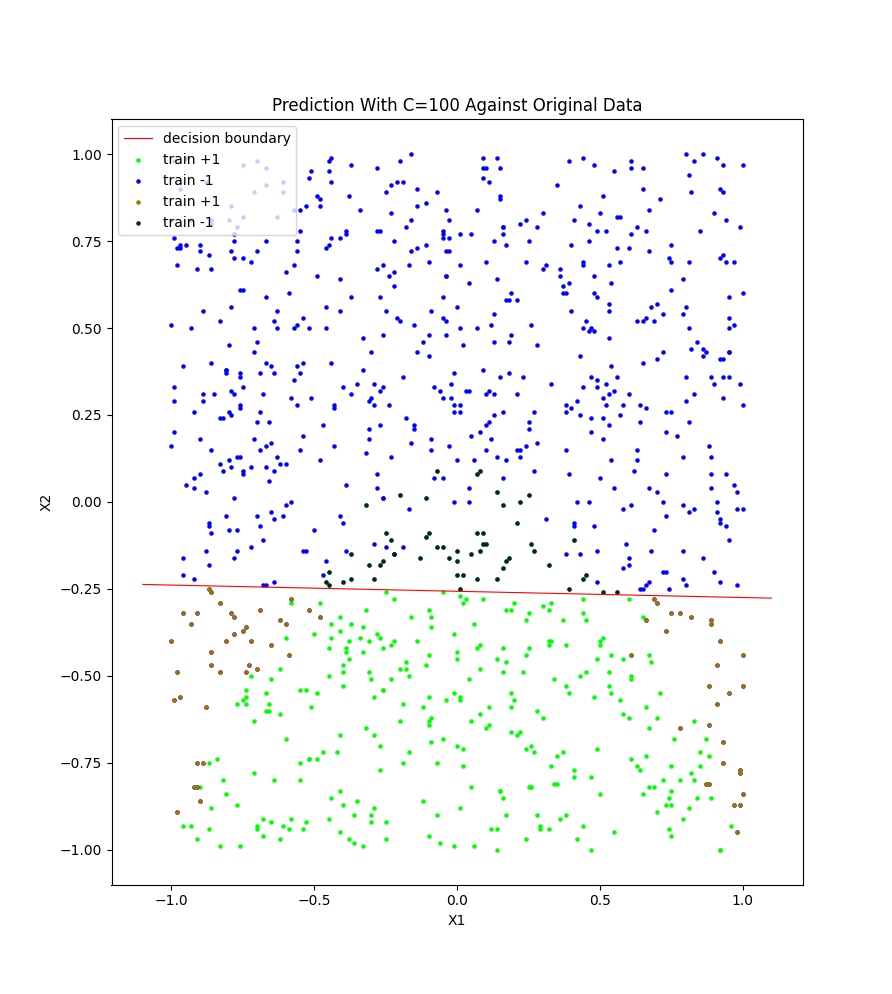 Prediction With C=100 Against Original Data
decision boundary
train +1
train -1
train +1
train -1
1.00
0.75
0.50
0.25
0.00
−0.25
−0.50
−0.75
−1.00
X2
−1.0
−0.5
0.0
0.5
1.0
X1